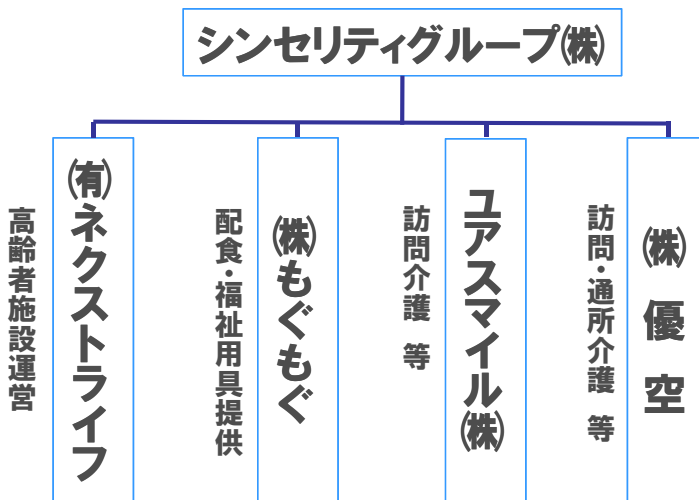 シンセリティグループ㈱
㈲ネクストライフ
高齢者施設運営
㈱もぐもぐ
配食・福祉用具提供
ユアスマイル㈱
訪問介護 等
㈱優空
訪問・通所介護 等